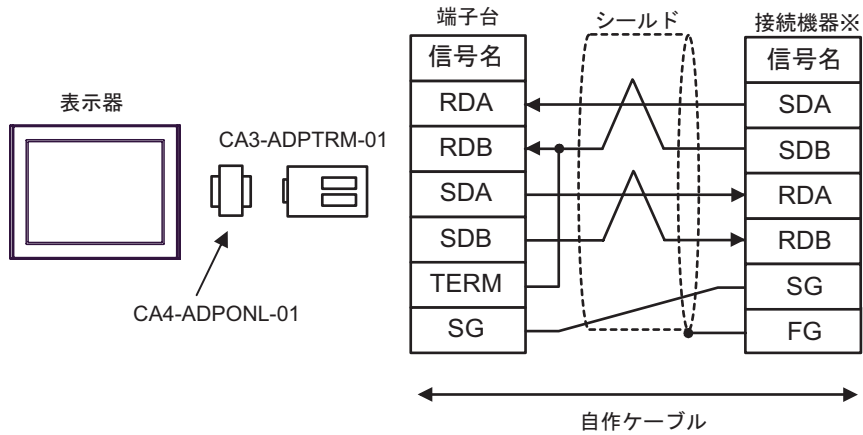 端子台
シールド
接続機器※
信号名
信号名
表示器
RDA
SDA
CA3-ADPTRM-01
RDB
SDB
SDA
RDA
SDB
RDB
TERM
SG
CA4-ADPONL-01
SG
FG
自作ケーブル